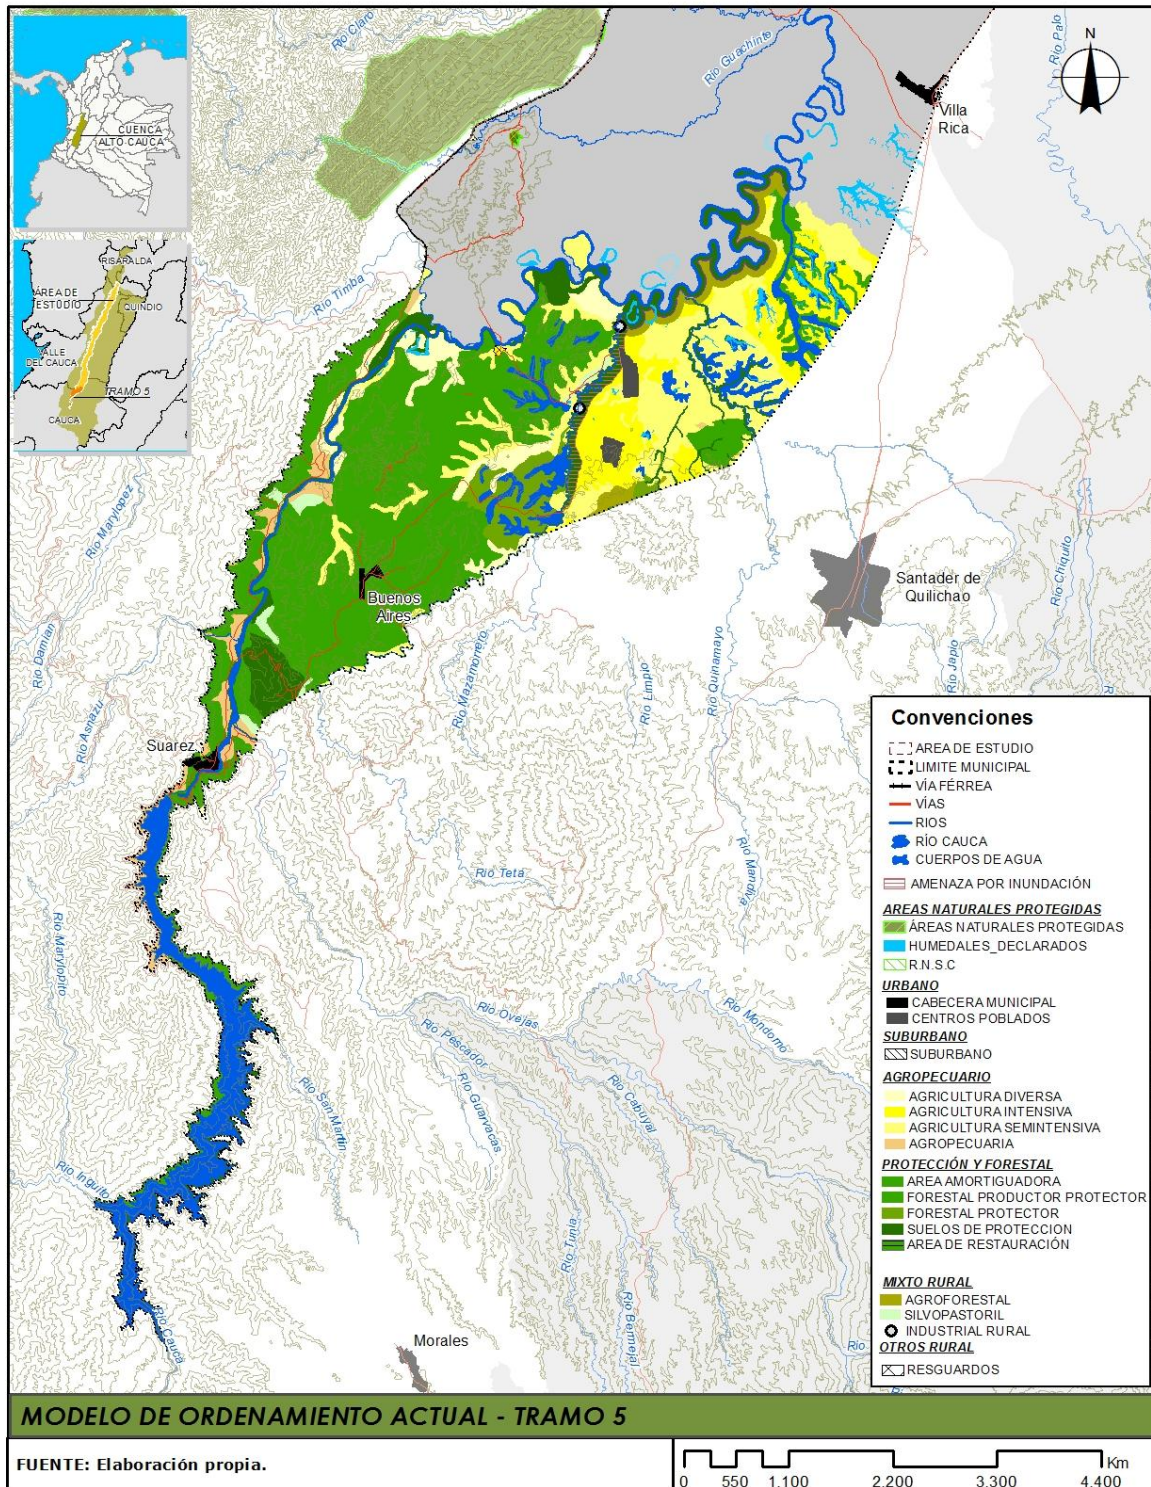 CUENCA
ALTO CAUCA
RISARALDA
ÁREA DE
ESTUDIO
QUINDIO
VALLE
DEL CAUCA
TRAMO 5
CAUCA
N
Río Claro
Río Guachinte
Río Palo
Villa
Rica
Río Timba
Río Marylopez
Río Chiquito
Santader de
Quilichao
Buenos
Aires
Río Damian
Río Asnazu
Río Mazamorrero
Río Limpio
Río Quinamayo
Río Japio
Suarez
Río Teta
Río Mandiva
Río Marylopito
Río Ovejas
Río Mondomo
Río Pescador
Río Guarvacas
Río Cabuyal
Río San Martin
Río Inguito
Río Tunia
Río Bermejal
Río Cauca
Río
Morales
Convenciones
AREA DE ESTUDIO
LIMITE MUNICIPAL
VÍA FÉRREA
VÍAS
RIOS
RÍO CAUCA
CUERPOS DE AGUA
AMENAZA POR INUNDACIÓN
AREAS NATURALES PROTEGIDAS
ÁREAS NATURALES PROTEGIDAS
HUMEDALES_DECLARADOS
R.N.S.C
URBANO
CABECERA MUNICIPAL
CENTROS POBLADOS
SUBURBANO
SUBURBANO
AGROPECUARIO
AGRICULTURA DIVERSA
AGRICULTURA INTENSIVA
AGRICULTURA SEMINTENSIVA
AGROPECUARIA
PROTECCIÓN Y FORESTAL
AREA AMORTIGUADORA
FORESTAL PRODUCTOR PROTECTOR
FORESTAL PROTECTOR
SUELOS DE PROTECCION
AREA DE RESTAURACIÓN
MIXTO RURAL
AGROFORESTAL
SILVOPASTORIL
INDUSTRIAL RURAL
OTROS RURAL
RESGUARDOS
MODELO DE ORDENAMIENTO ACTUAL - TRAMO 5
FUENTE: Elaboración propia.
Km
0 550 1.100 2.200 3.300 4.400